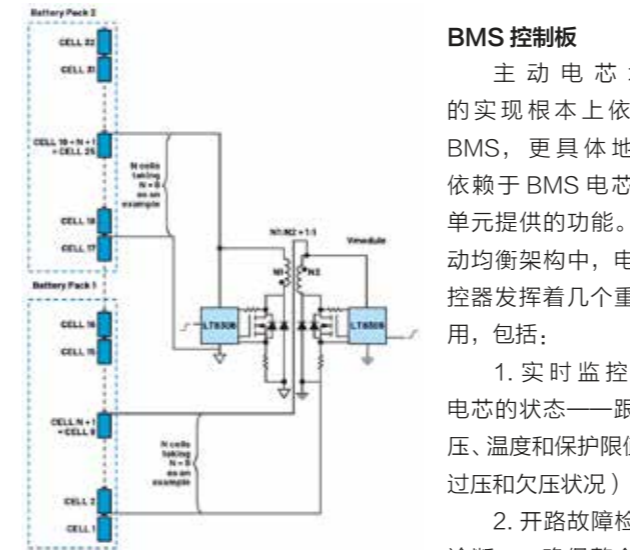 Battery Pack 2
CELL 32
CELL 31
CELL 18 + N - 1
= CELL 25
N cells
taking
N = 8
as an
example
CELL 18
CELL 17
N1:N2 = 1:1
Vmodule
N1
N2
Battery Pack 1
LT8306
LT8306
CELL 16
CELL 15
CELL N + 1
= CELL 9
N cells
taking
N = 8
as an
example
CELL 2
CELL 1
BMS 控制板
主动电芯
的实现根本上依
BMS，更具体地
依赖于 BMS 电芯
单元提供的功能。
动均衡架构中，电
控器发挥着几个重
用，包括：
1. 实时监控
电芯的状态——跟
压、温度和保护限值
过压和欠压状况）
2. 开路故障检